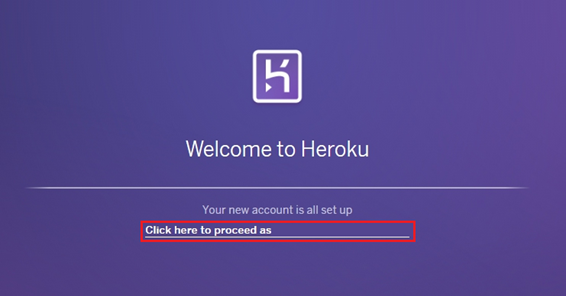 Welcome to Heroku
Your new account is all set up
Click here to proceed as